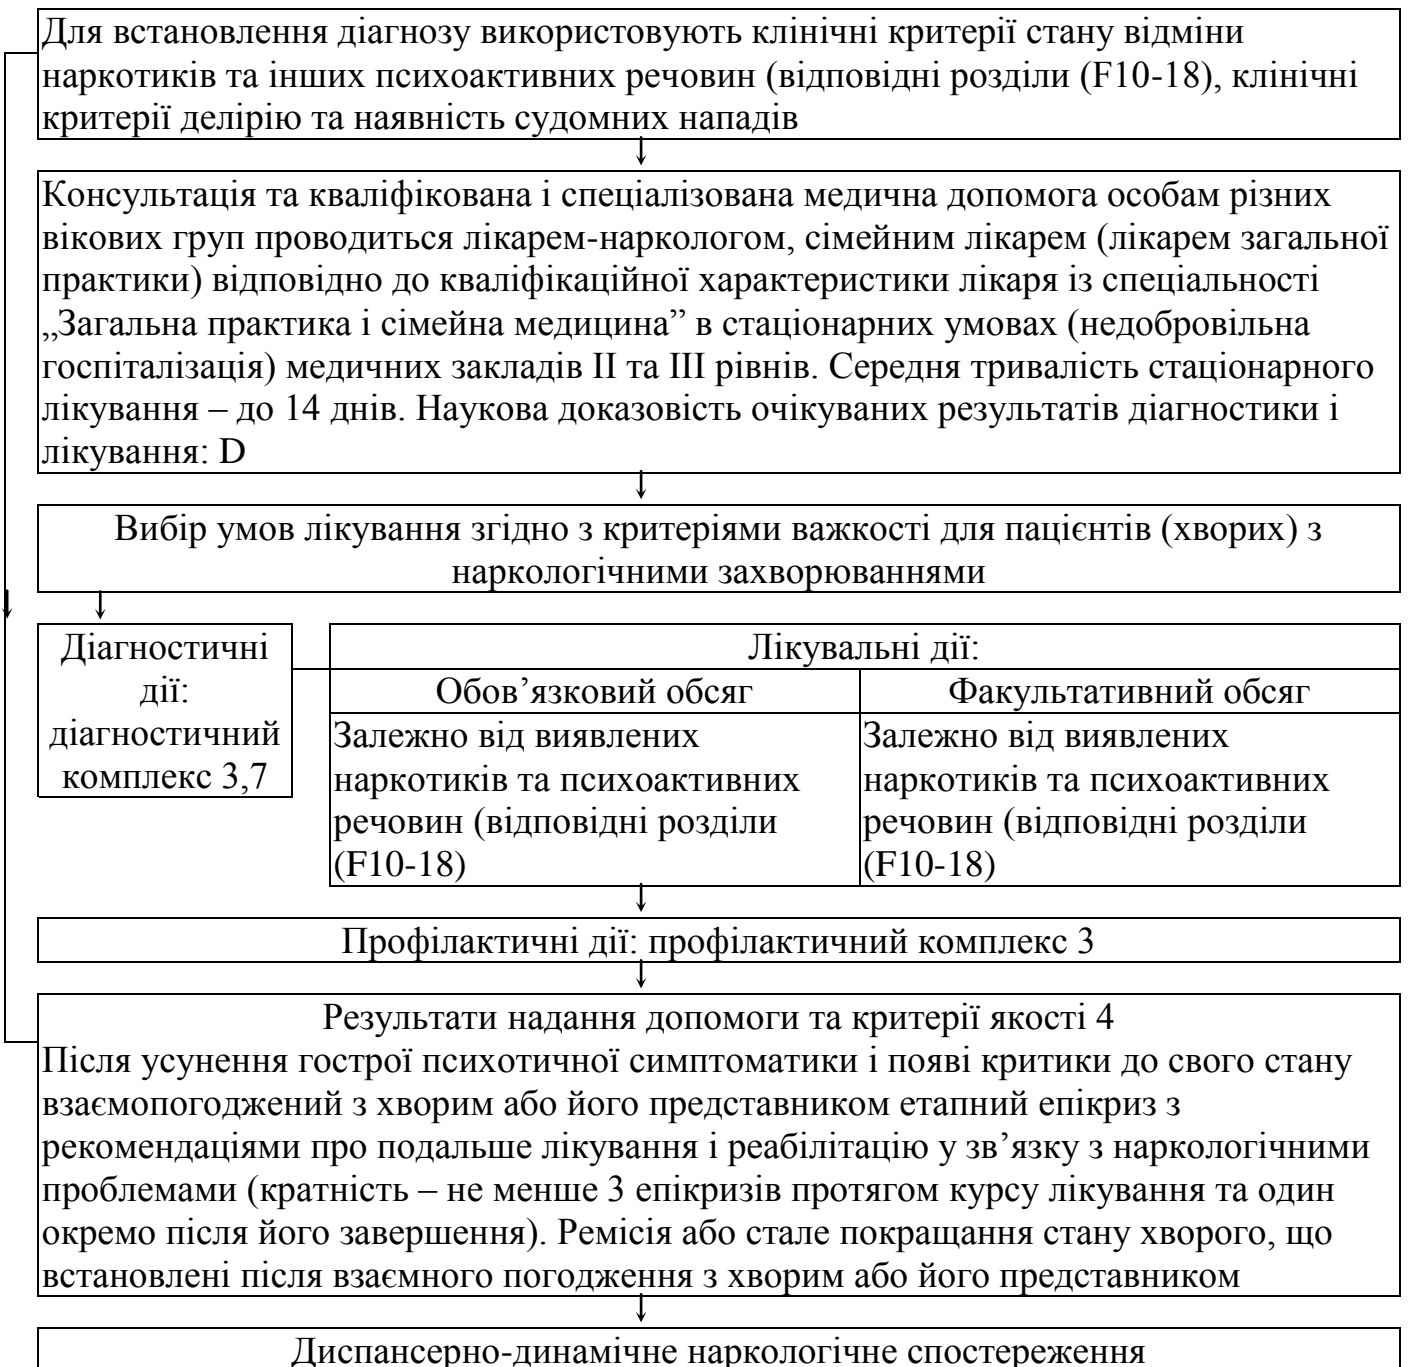 Для встановлення діагнозу використовують клінічні критерії стану відміни
наркотиків та інших психоактивних речовин (відповідні розділи (F10-18), клінічні
критерії делірію та наявність судомних нападів
Консультація та кваліфікована і спеціалізована медична допомога особам різних
вікових груп проводиться лікарем-наркологом, сімейним лікарем (лікарем загальної
практики) відповідно до кваліфікаційної характеристики лікаря із спеціальності
„Загальна практика і сімейна медицина” в стаціонарних умовах (недобровільна
госпіталізація) медичних закладів ІІ та ІІІ рівнів. Середня тривалість стаціонарного
лікування – до 14 днів. Наукова доказовість очікуваних результатів діагностики і
лікування: D
Вибір умов лікування згідно з критеріями важкості для пацієнтів (хворих) з
наркологічними захворюваннями
Діагностичні
дії:
діагностичний
комплекс 3,7
Лікувальні дії:
Обов’язковий обсяг
Залежно від виявлених
наркотиків та психоактивних
речовин (відповідні розділи
(F10-18)
Факультативний обсяг
Залежно від виявлених
наркотиків та психоактивних
речовин (відповідні розділи
(F10-18)
Профілактичні дії: профілактичний комплекс 3
Результати надання допомоги та критерії якості 4
Після усунення гострої психотичної симптоматики і появі критики до свого стану
взаємопогоджений з хворим або його представником етапний епікриз з
рекомендаціями про подальше лікування і реабілітацію у зв’язку з наркологічними
проблемами (кратність – не менше 3 епікризів протягом курсу лікування та один
окремо після його завершення). Ремісія або стале покращання стану хворого, що
встановлені після взаємного погодження з хворим або його представником
Диспансерно-динамічне наркологічне спостереження